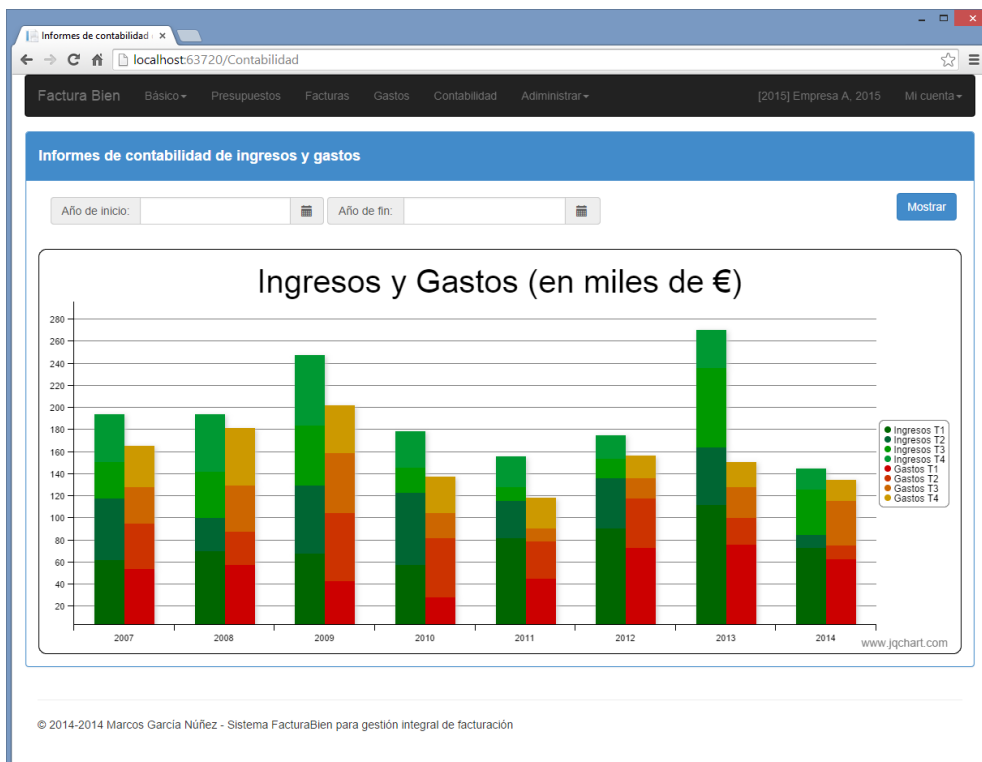 Informes de contabilidad
localhost:63720/Contabilidad
Factura Bien Básico Presupuestos Facturas Gastos Contabilidad Adiministrar [2015] Empresa A, 2015 Mi cuenta
Informes de contabilidad de ingresos y gastos
Año de inicio: Año de fin: Mostrar
Ingresos y Gastos (en miles de €)
280
260
240
220
200
180
160
140
120
100
80
60
40
20
Ingresos T1
Ingresos T2
Ingresos T3
Ingresos T4
Gastos T1
Gastos T2
Gastos T3
Gastos T4
2007 2008 2009 2010 2011 2012 2013 2014
www.jqchart.com
© 2014-2014 Marcos García Núñez - Sistema FacturaBien para gestión integral de facturación